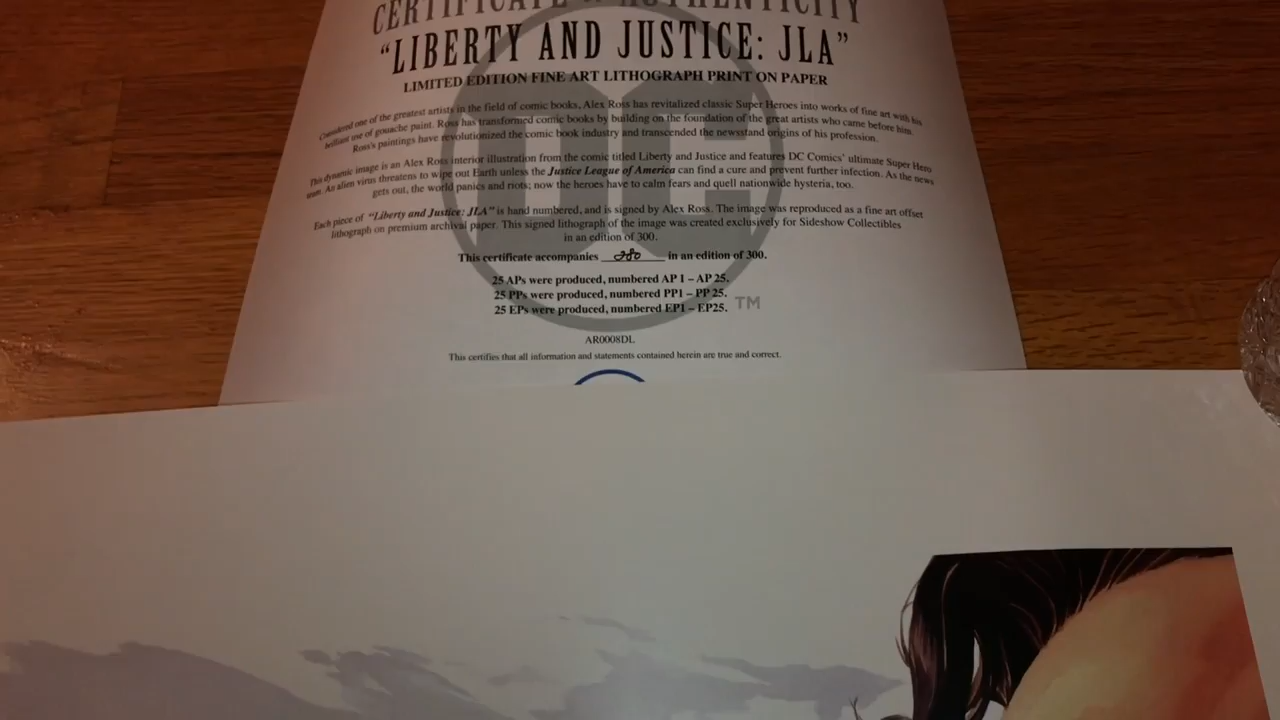 CERTIFICATE of AUTHENTICITY
“LIBERTY AND JUSTICE: JLA”
LIMITED EDITION FINE ART LITHOGRAPH PRINT ON PAPER
Considered one of the greatest artists in the field of comic books, Alex Ross has revitalized classic Super Heroes into works of fine art with his
brilliant use of gouache paint. Ross has transformed comic books by building on the foundation of the great artists who came before him.
Ross's paintings have revolutionized the comic book industry and transcended the newsstand origins of his profession.
This dynamic image is an Alex Ross interior illustration from the comic titled Liberty and Justice and features DC Comics' ultimate Super Hero
team. An alien virus threatens to wipe out Earth unless the Justice League of America can find a cure and prevent further infection. As the news
gets out, the world panics and riots; now the heroes have to calm fears and quell nationwide hysteria, too.
Each piece of “Liberty and Justice: JLA” is hand numbered, and is signed by Alex Ross. The image was reproduced as a fine art offset
lithograph on premium archival paper. This signed lithograph of the image was created exclusively for Sideshow Collectibles
in an edition of 300.
This certificate accompanies 280 in an edition of 300.
25 APs were produced, numbered AP 1 – AP 25.
25 PPs were produced, numbered PP1 – PP 25.
25 EPs were produced, numbered EP1 – EP25.
DC
TM
AR0008DL
This certifies that all information and statements contained herein are true and correct.